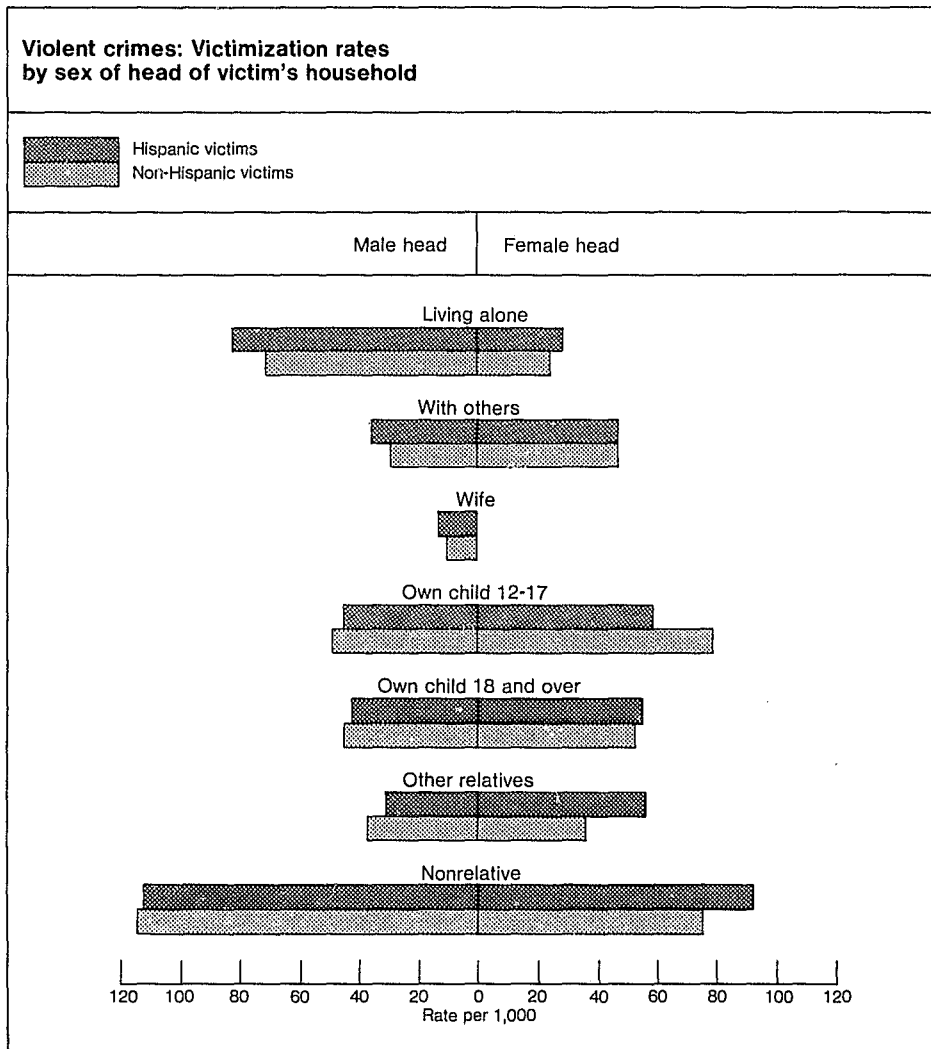 Violent crimes: Victimization rates
by sex of head of victim's household
Hispanic victims
Non-Hispanic victims
Male head Female head
Living alone
With others
Wife
Own child 12-17
Own child 18 and over
Other relatives
Nonrelative
120 100 80 60 40 20 0 20 40 60 80 100 120
Rate per 1,000